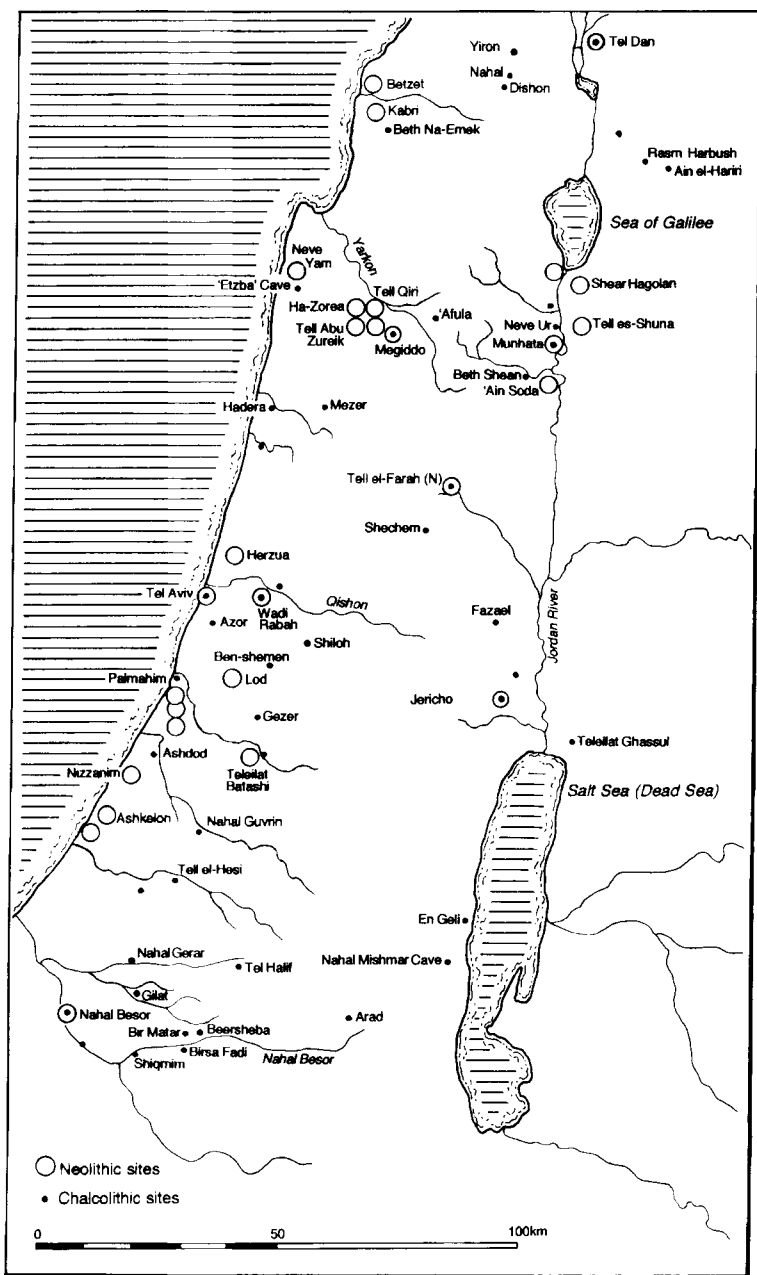 Yiron
Tel Dan
Nahal
Dishon
Betzet
Kabri
Beth Na-Emek
Rasm Harbush
Ain el-Hariri
Sea of Galilee
Neve
Yam
Yarkon
'Etzba' Cave
Tell Qiri
Shear Hagolan
Ha-Zorea
'Afula
Tell Abu
Zureik
Megiddo
Neve Ur
Munhata
Tell es-Shuna
Beth Shean
'Ain Soda
Hadera
Mezer
Tell el-Farah (N)
Shechem
Herzua
Tel Aviv
Wadi
Rabah
Qishon
Azor
Fazael
Jordan River
Shiloh
Ben-shemen
Palmahim
Lod
Jericho
Gezer
Ashdod
Teleilat Ghassul
Nizzanim
Teleilat
Batashi
Salt Sea (Dead Sea)
Ashkelon
Nahal Guvrin
Tell el-Hesi
En Geli
Nahal Gerar
Tel Halif
Nahal Mishmar Cave
Gilat
Nahal Besor
Arad
Bir Matar
Beersheba
Birsa Fadi
Nahal Besor
Shiqmim
Neolithic sites
Chalcolithic sites
0 50 100km